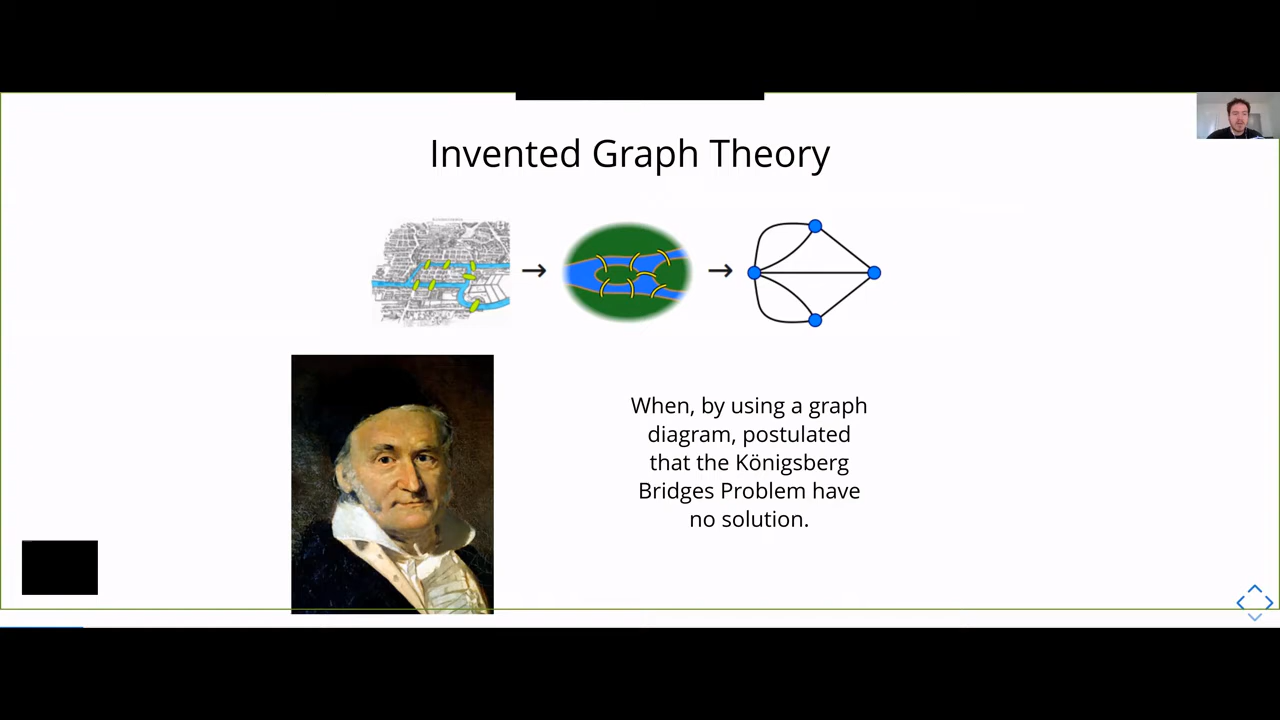 Invented Graph Theory
When, by using a graph
diagram, postulated
that the Königsberg
Bridges Problem have
no solution.